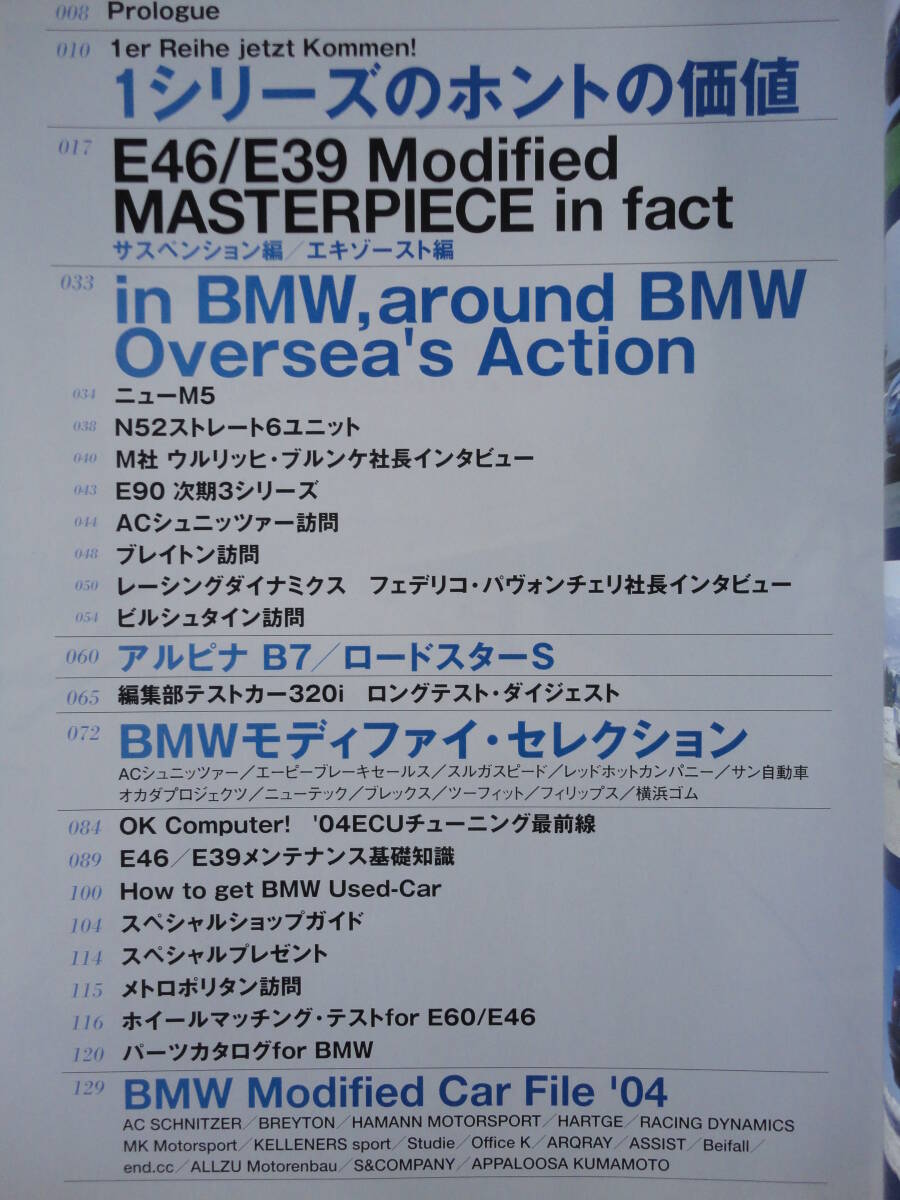 008 Prologue
010 1er Reihe jetzt Kommen!
1シリーズのホントの価値
017 E46/E39 Modified
MASTERPIECE in fact
サスペンション編／エキゾースト編
033 in BMW,around BMW
Oversea's Action
034 ニューM5
038 N52ストレート6ユニット
040 M社 ウルリッヒ・ブルンケ社長インタビュー
043 E90 次期3シリーズ
044 ACシュニッツァー訪問
048 ブレイトン訪問
050 レーシングダイナミクス　フェデリコ・パヴォンチェリ社長インタビュー
054 ビルシュタイン訪問
060 アルピナ B7／ロードスターS
065 編集部テストカー320i　ロングテスト・ダイジェスト
072 BMWモディファイ・セレクション
ACシュニッツァー／エーピーブレーキセールス／スルガスピード／レッドホットカンパニー／サン自動車
オカダプロジェクツ／ニューテック／ブレックス／ツーフィット／フィリップス／横浜ゴム
084 OK Computer!　'04ECUチューニング最前線
089 E46／E39メンテナンス基礎知識
100 How to get BMW Used-Car
104 スペシャルショップガイド
114 スペシャルプレゼント
115 メトロポリタン訪問
116 ホイールマッチング・テストfor E60/E46
120 パーツカタログfor BMW
129 BMW Modified Car File '04
AC SCHNITZER／BREYTON／HAMANN MOTORSPORT／HARTGE／RACING DYNAMICS
MK Motorsport／KELLENERS sport／Studie／Office K／ARQRAY／ASSIST／Beifall／
end.cc／ALLZU Motorenbau／S&COMPANY／APPALOOSA KUMAMOTO